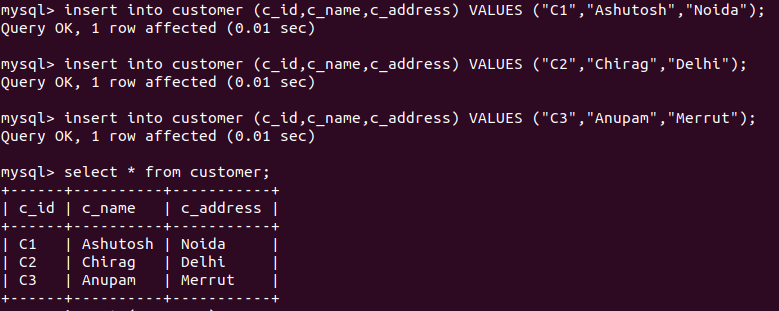 mysql> insert into customer (c_id,c_name,c_address) VALUES ("C1","Ashutosh","Noida");
Query OK, 1 row affected (0.01 sec)
mysql> insert into customer (c_id,c_name,c_address) VALUES ("C2","Chirag","Delhi");
Query OK, 1 row affected (0.01 sec)
mysql> insert into customer (c_id,c_name,c_address) VALUES ("C3","Anupam","Merrut");
Query OK, 1 row affected (0.01 sec)
mysql> select * from customer;
+------+----------+-----------+
| c_id | c_name   | c_address |
+------+----------+-----------+
| C1   | Ashutosh | Noida     |
| C2   | Chirag   | Delhi     |
| C3   | Anupam   | Merrut    |
+------+----------+-----------+